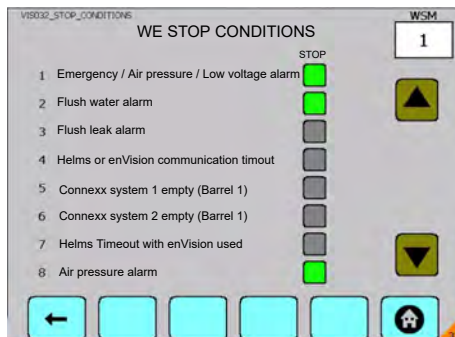 VIS032_STOP_CONDITIONS
WSM
WE STOP CONDITIONS
1
STOP
1 Emergency / Air pressure / Low voltage alarm
2 Flush water alarm
3 Flush leak alarm
4 Helms or enVision communication timout
5 Connexx system 1 empty (Barrel 1)
6 Connexx system 2 empty (Barrel 1)
7 Helms Timeout with enVision used
8 Air pressure alarm